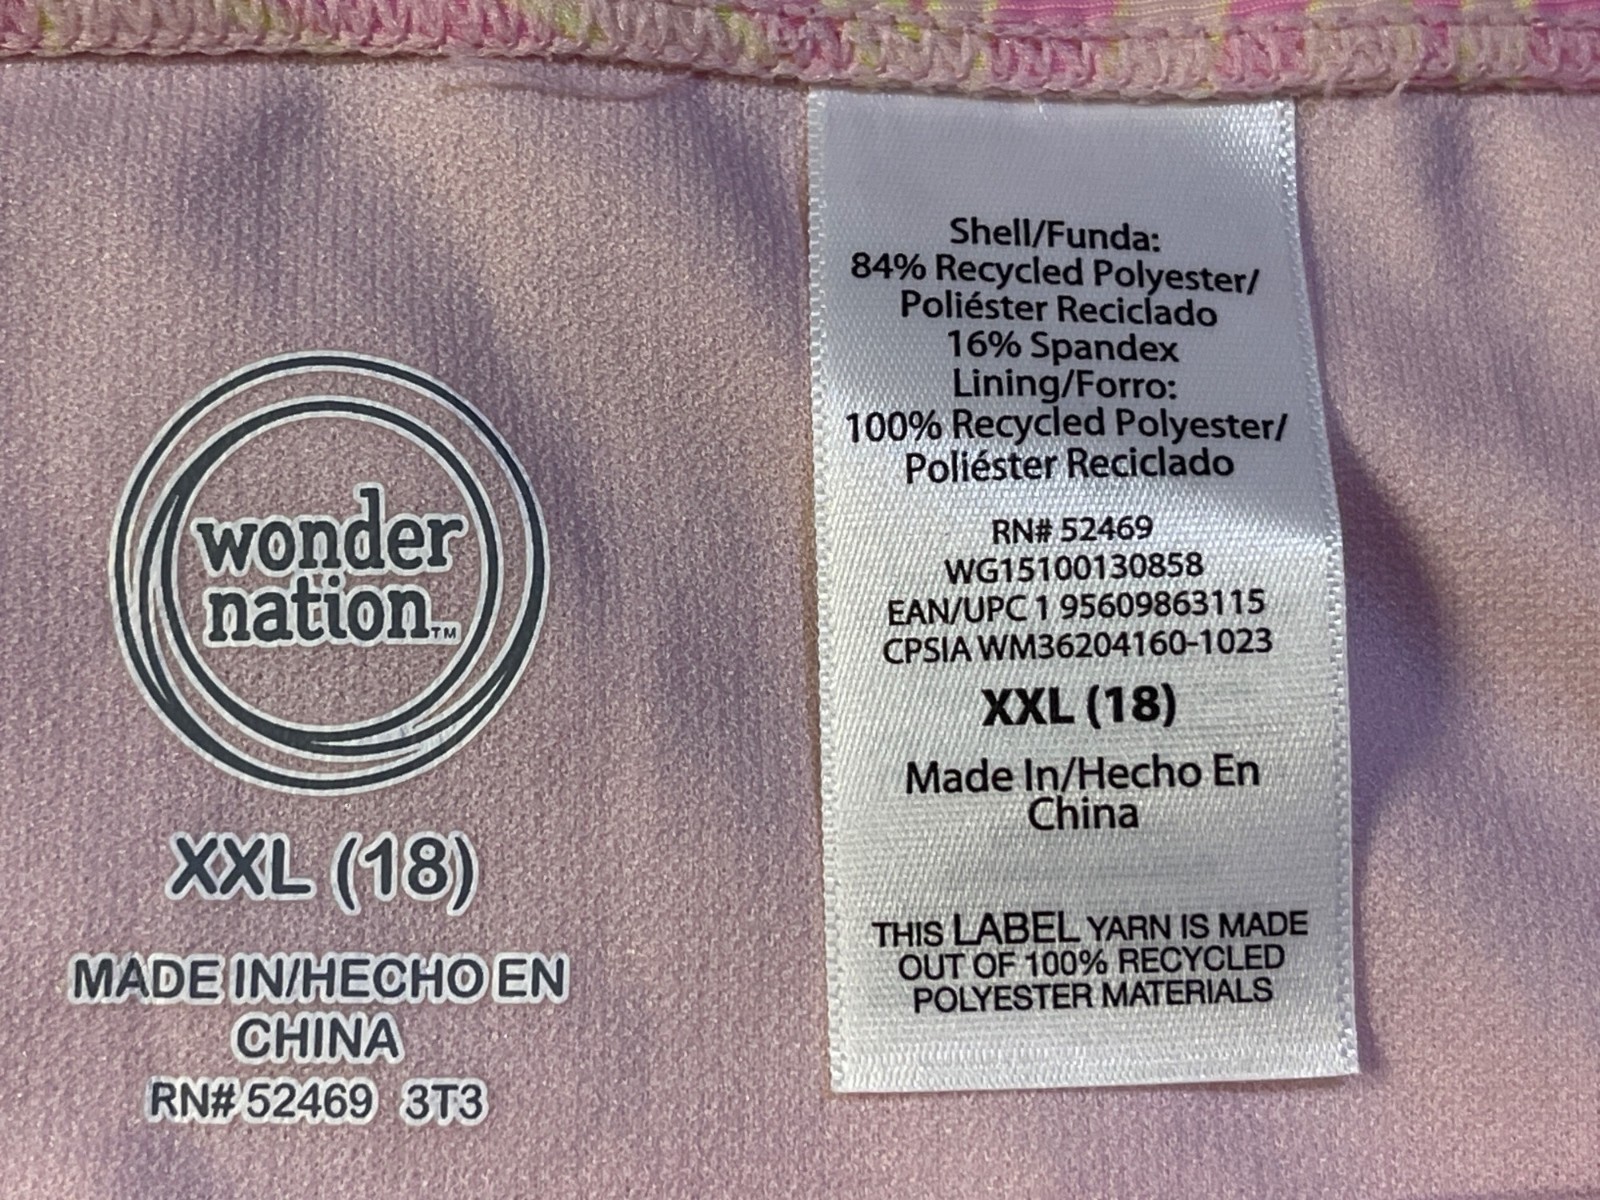 wonder
nation™
XXL (18)
MADE IN/HECHO EN
CHINA
RN# 52469 3T3
Shell/Funda:
84% Recycled Polyester/
Poliéster Reciclado
16% Spandex
Lining/Forro:
100% Recycled Polyester/
Poliéster Reciclado
RN# 52469
WG15100130858
EAN/UPC 1 95609863115
CPSIA WM36204160-1023
XXL (18)
Made In/Hecho En
China
THIS LABEL YARN IS MADE
OUT OF 100% RECYCLED
POLYESTER MATERIALS